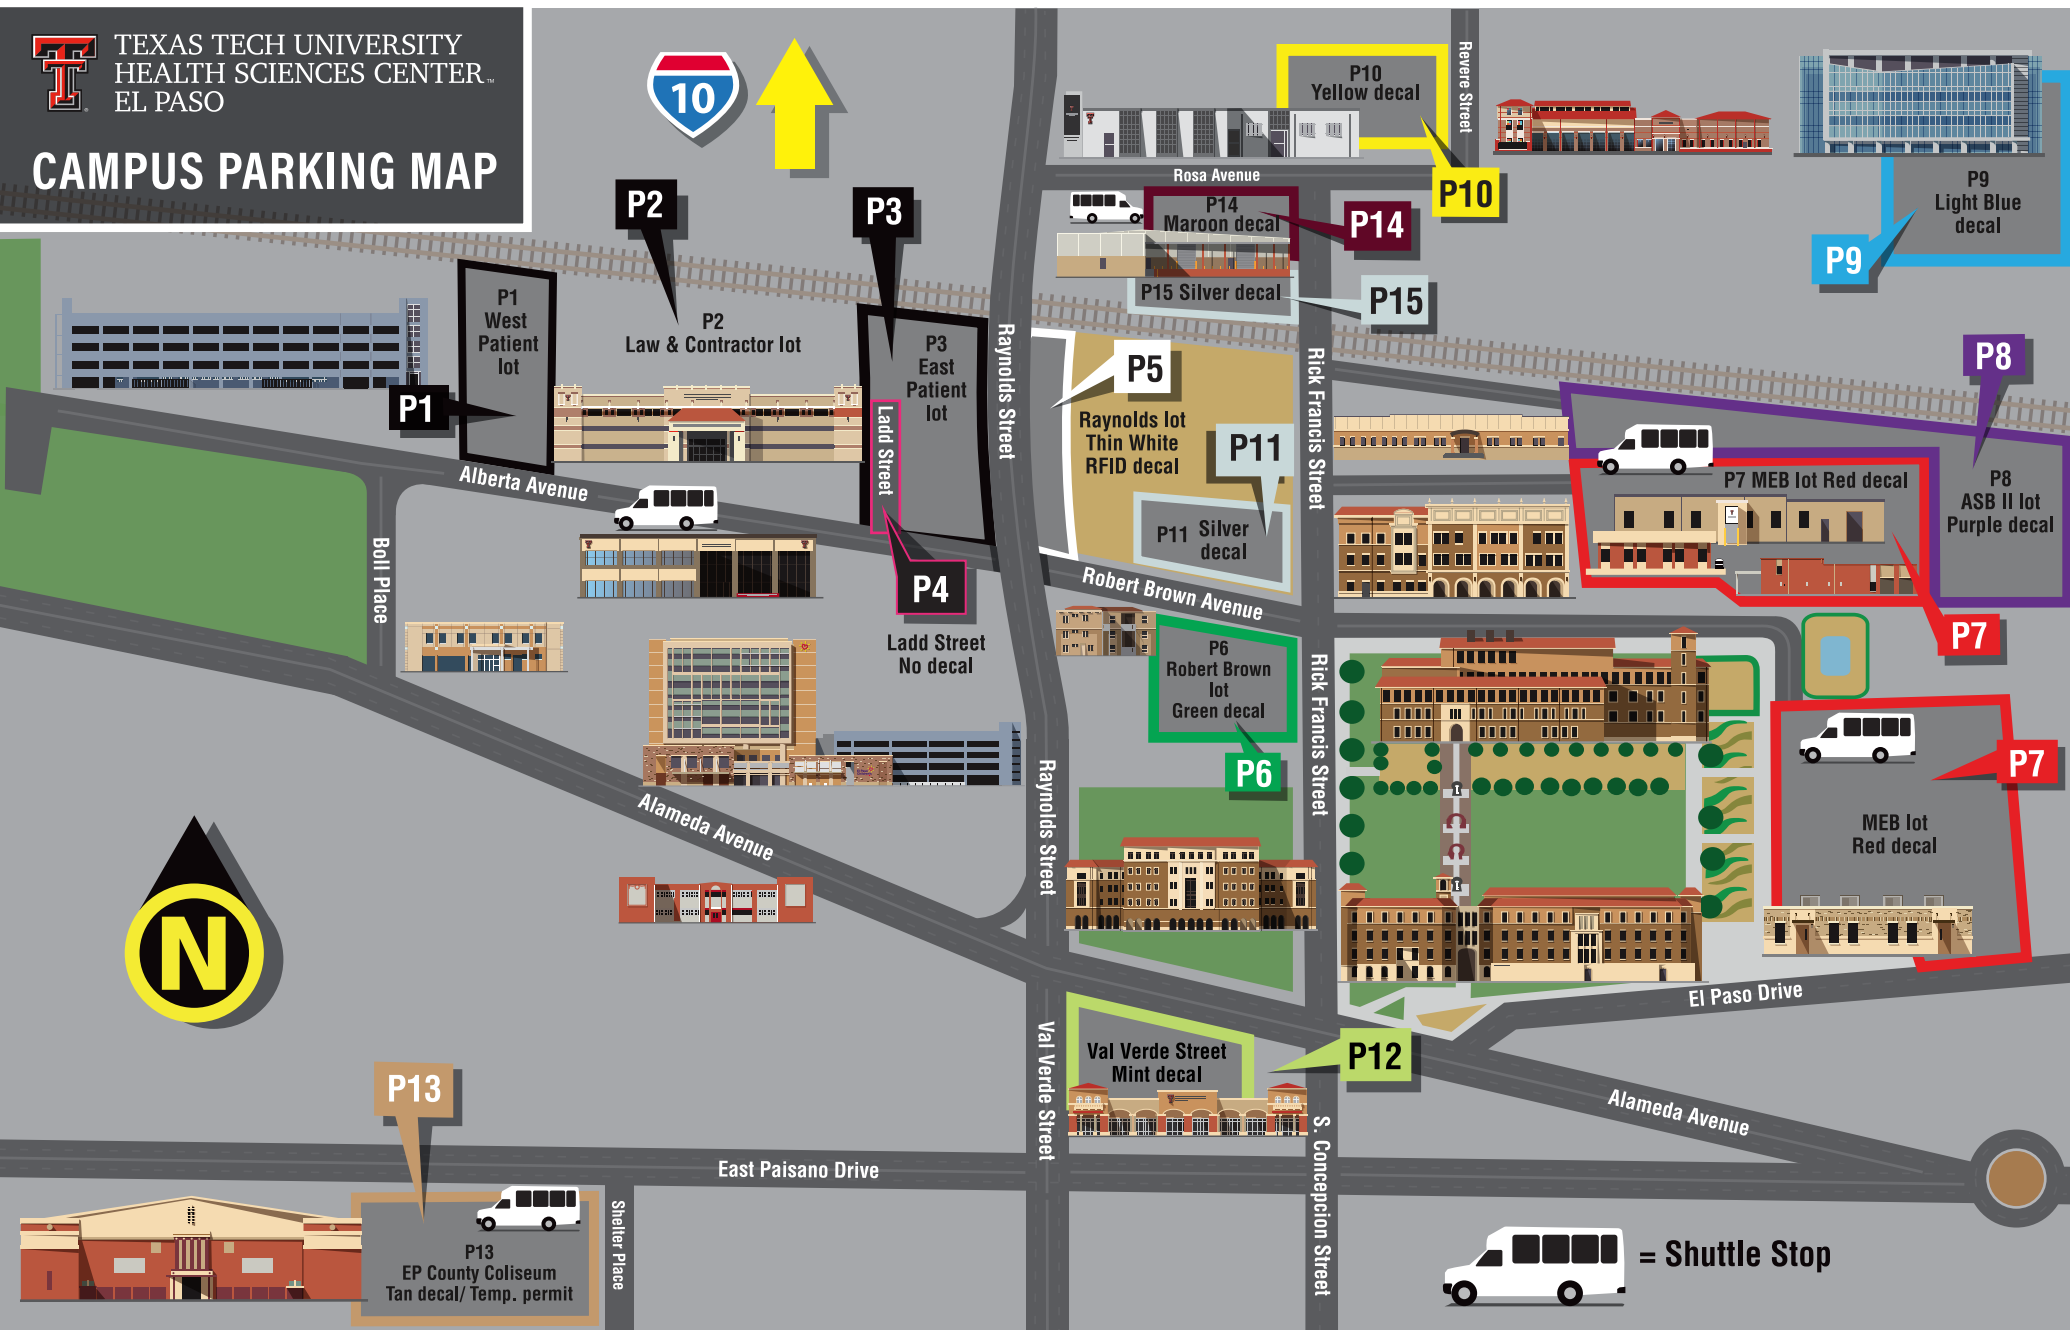 TEXAS TECH UNIVERSITY
HEALTH SCIENCES CENTER™
EL PASO
CAMPUS PARKING MAP
10
P10
Yellow decal
Revere Street
P10
Rosa Avenue
P9
Light Blue
decal
P9
P2
P3
P14
Maroon decal
P14
P15 Silver decal
P15
P1
West
Patient
lot
P1
P2
Law & Contractor lot
P3
East
Patient
lot
Ladd Street
Raynolds Street
P5
Raynolds lot
Thin White
RFID decal
P11
P11 Silver
decal
Rick Francis Street
P8
P7 MEB lot Red decal
P8
ASB II lot
Purple decal
P7
Alberta Avenue
Boll Place
P4
Ladd Street
No decal
Robert Brown Avenue
P6
Robert Brown
lot
Green decal
P6
Rick Francis Street
P7
MEB lot
Red decal
Raynolds Street
Alameda Avenue
N
El Paso Drive
Val Verde Street
Mint decal
P12
Val Verde Street
Alameda Avenue
P13
East Paisano Drive
S. Concepcion Street
Shelter Place
P13
EP County Coliseum
Tan decal/ Temp. permit
= Shuttle Stop